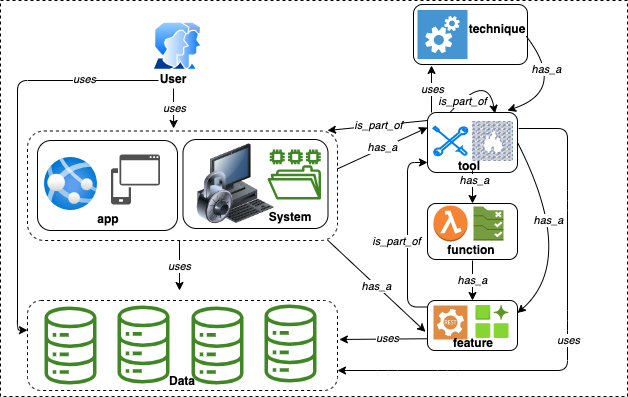 technique
User
uses
uses
uses
has_a
is_part_of
is_part_of
has_a
tool
app
System
has_a
has_a
function
is_part_of
uses
has_a
has_a
REST
feature
uses
uses
Data